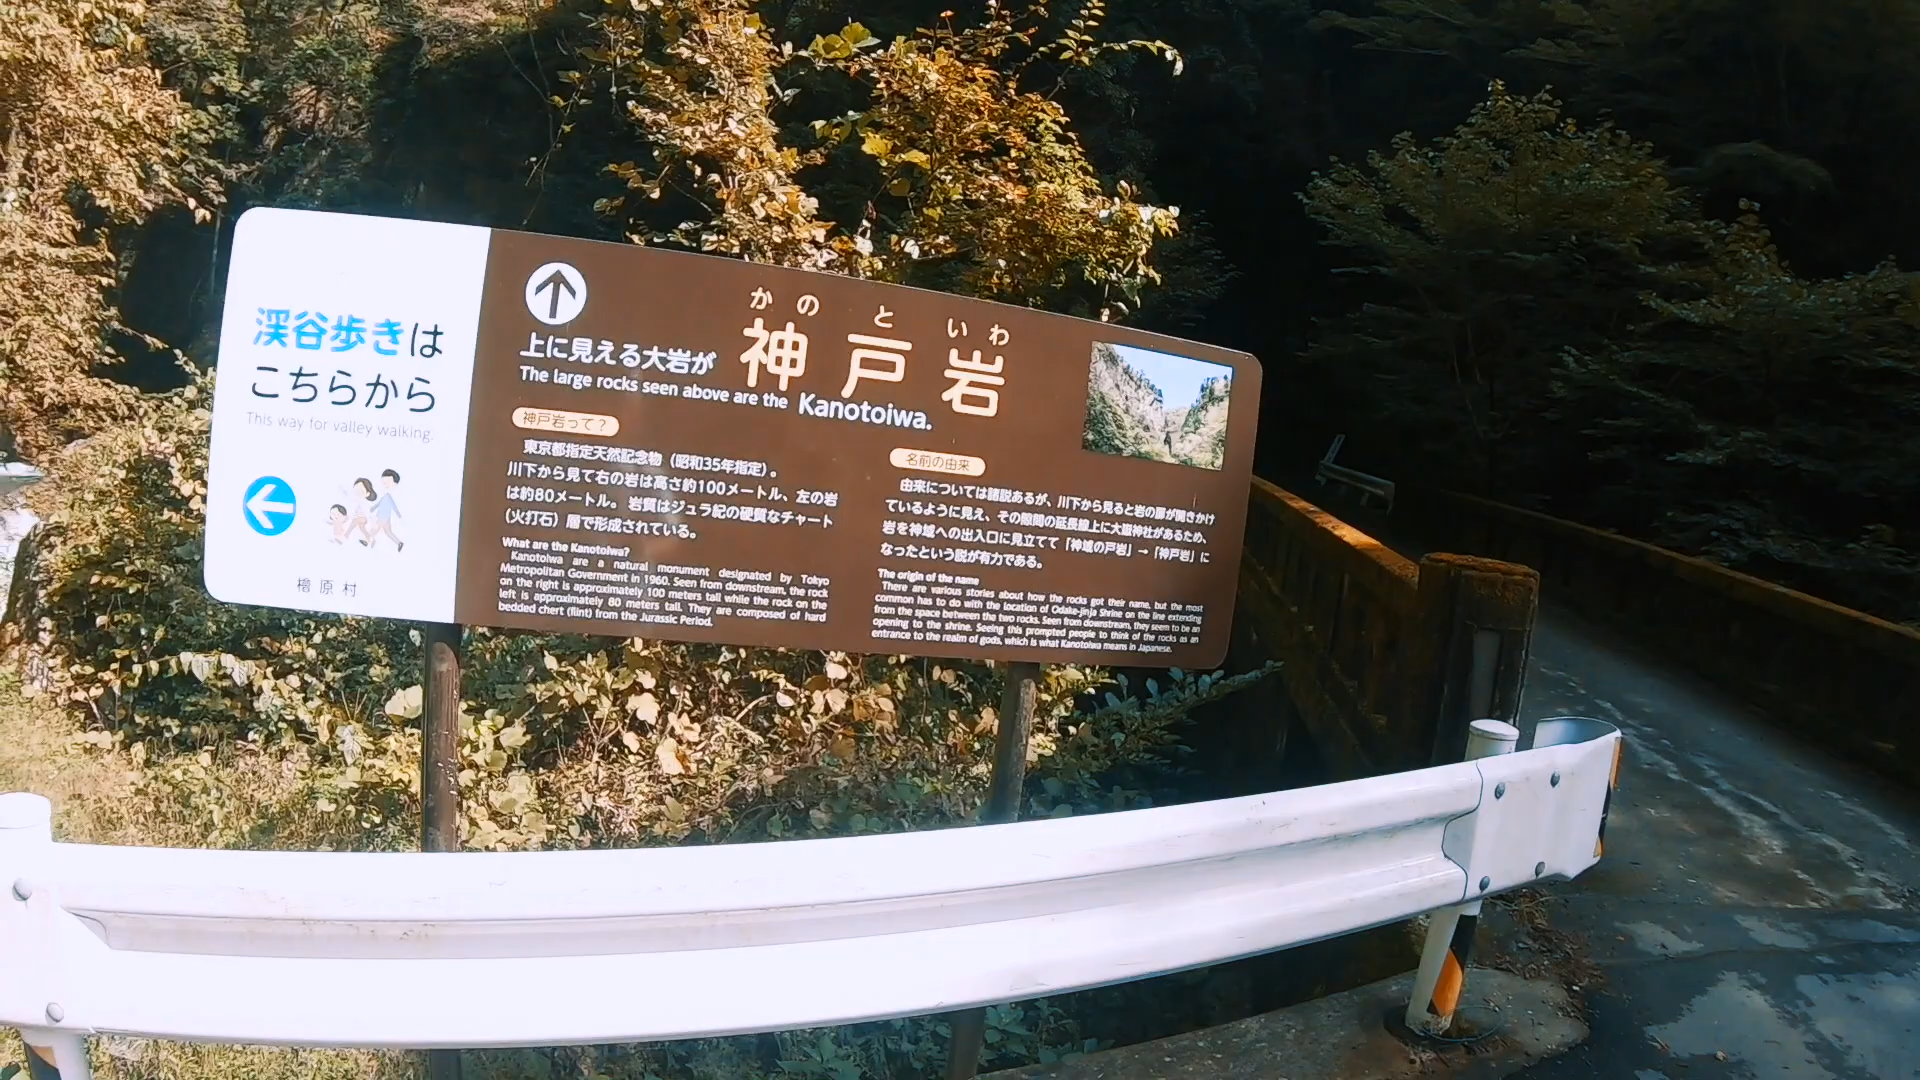 渓谷歩きは
こちらから
This way for valley walking.
檜原村
上に見える大岩が
かのといわ
神戸岩
The large rocks seen above are the Kanotoiwa.
神戸岩って?
東京都指定天然記念物(昭和35年指定)。
川下から見て右の岩は高さ約100メートル、左の岩
は約80メートル。岩質はジュラ紀の硬質なチャート
(火打石)層で形成されている。
What are the Kanotoiwa?
Kanotoiwa are a natural monument designated by Tokyo
Metropolitan Government in 1960. Seen from downstream, the rock
on the right is approximately 100 meters tall while the rock on the
left is approximately 80 meters tall. They are composed of hard
bedded chert (flint) from the Jurassic Period.
名前の由来
由来については諸説あるが、川下から見ると岩の扉が開きかけ
ているように見え、その隙間の延長線上に大嶽神社があるため、
岩を神域への出入口に見立てて「神域の戸岩」→「神戸岩」に
なったという説が有力である。
The origin of the name
There are various stories about how the rocks got their name, but the most
common has to do with the location of Odake-jinja Shrine on the line extending
from the space between the two rocks. Seen from downstream, they seem to be an
opening to the shrine. Seeing this prompted people to think of the rocks as an
entrance to the realm of gods, which is what Kanotoiwa means in Japanese.